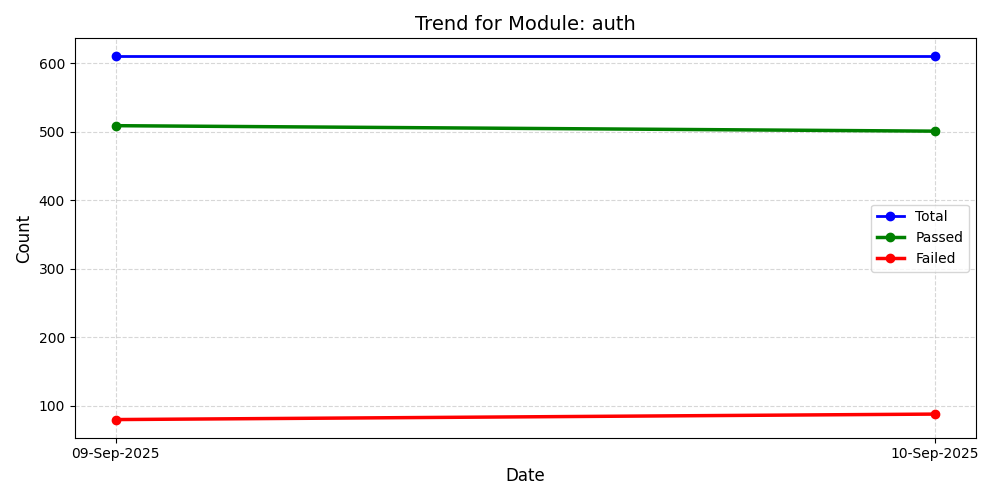 Trend for Module: auth
600
500
400
300
200
100
Count
Total
Passed
Failed
09-Sep-2025
10-Sep-2025
Date